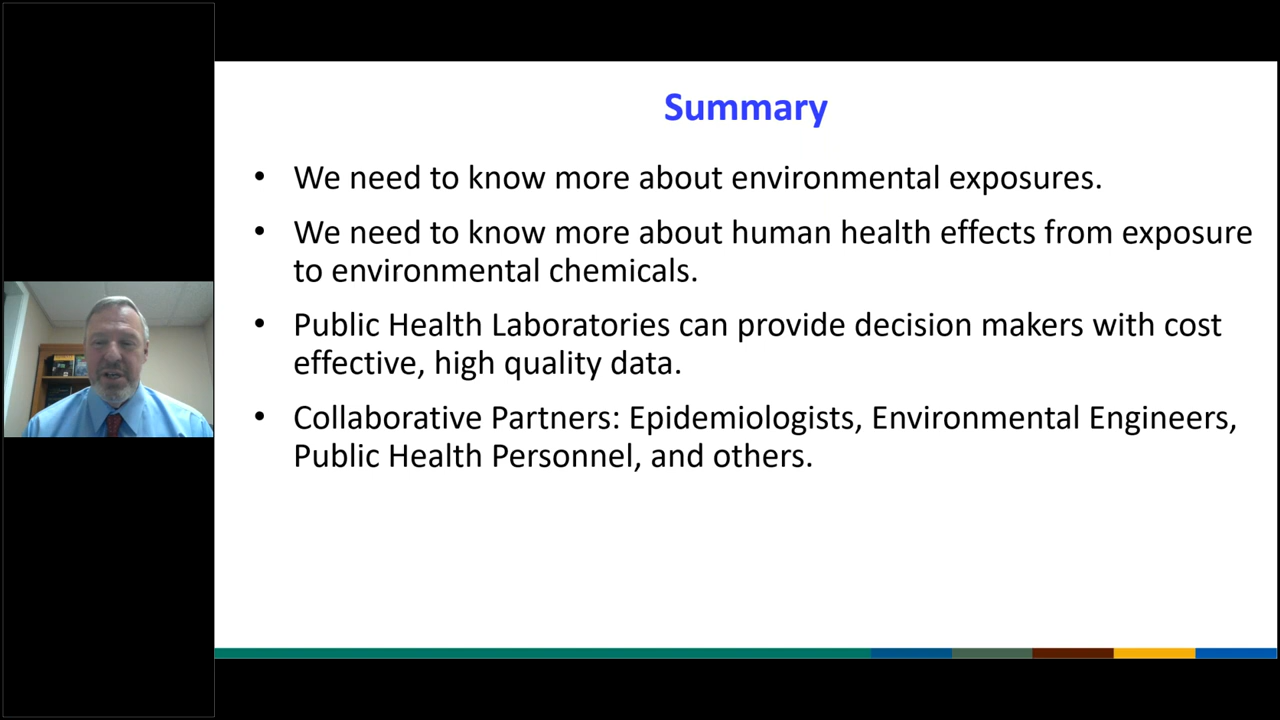 Summary
• We need to know more about environmental exposures.
• We need to know more about human health effects from exposure
to environmental chemicals.
• Public Health Laboratories can provide decision makers with cost
effective, high quality data.
• Collaborative Partners: Epidemiologists, Environmental Engineers,
Public Health Personnel, and others.